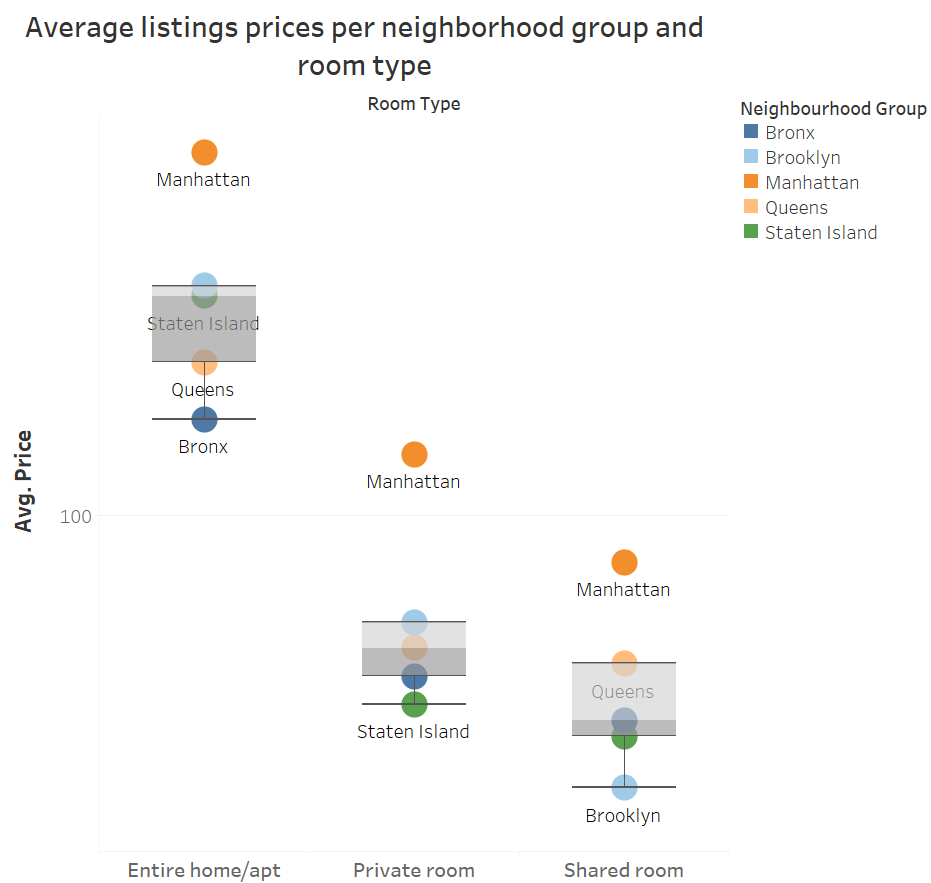 Average listings prices per neighborhood group and
room type
Room Type
Neighbourhood Group
Bronx
Brooklyn
Manhattan
Queens
Staten Island
Manhattan
Staten Island
Queens
Bronx
Manhattan
Avg. Price
100
Manhattan
Queens
Staten Island
Brooklyn
Entire home/apt
Private room
Shared room